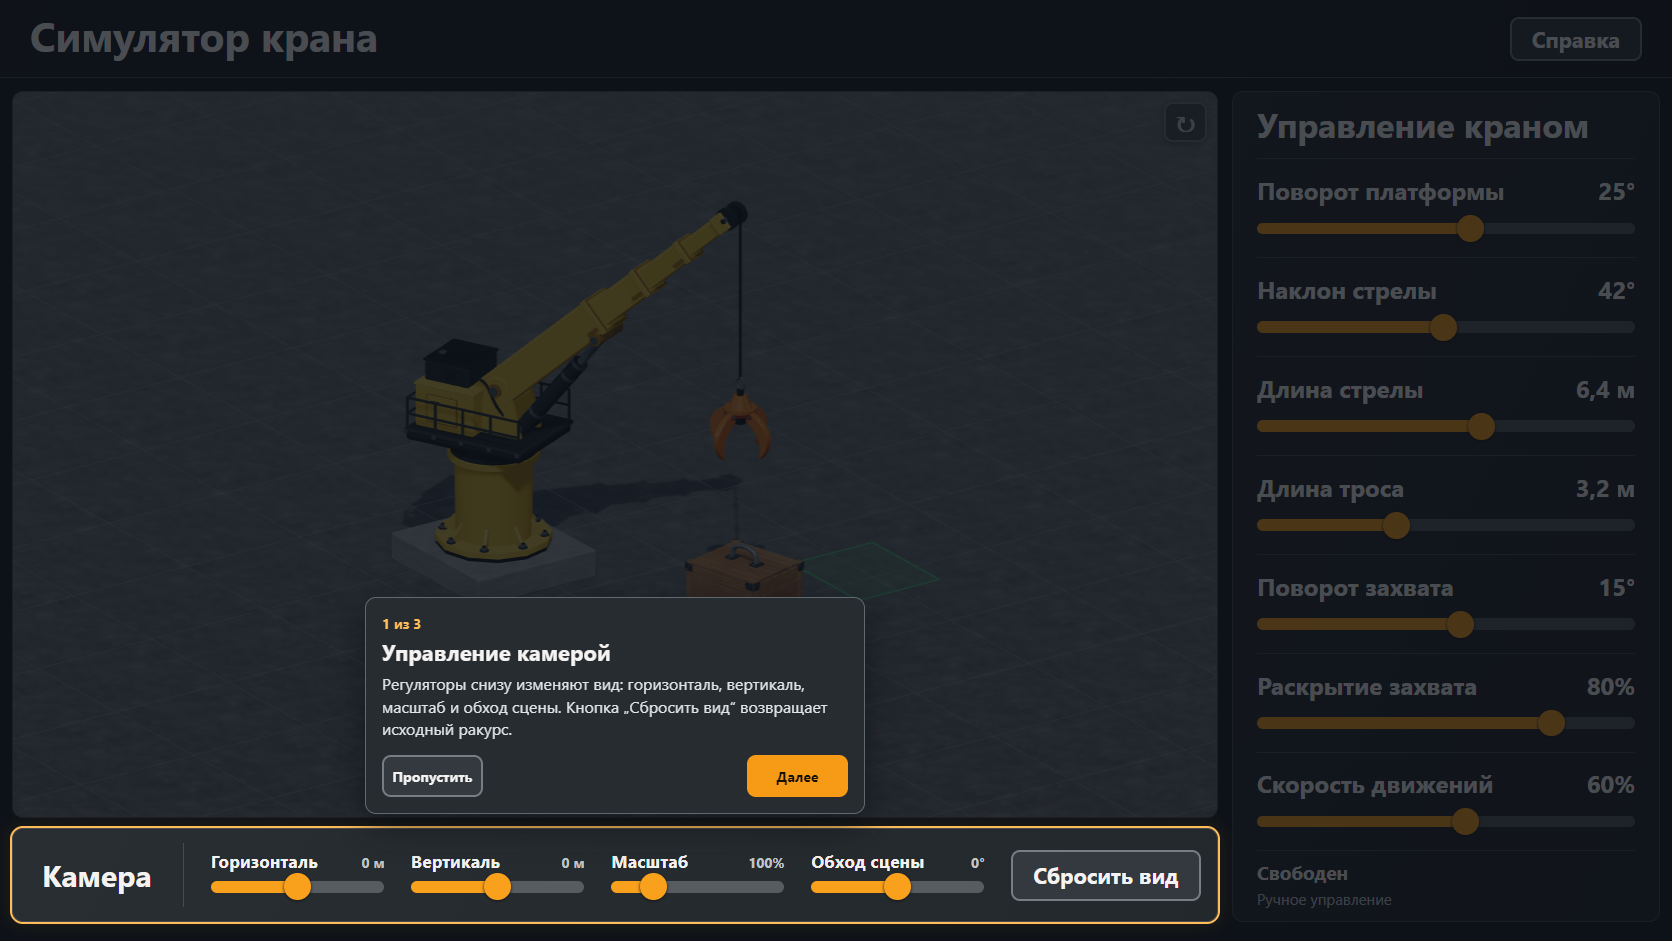 Симулятор крана
Справка
Управление краном
Поворот платформы 25°
Наклон стрелы 42°
Длина стрелы 6,4 м
Длина троса 3,2 м
Поворот захвата 15°
Раскрытие захвата 80%
Скорость движений 60%
Свободен
Ручное управление
1 из 3
Управление камерой
Регуляторы снизу изменяют вид: горизонталь, вертикаль,
масштаб и обход сцены. Кнопка „Сбросить вид“ возвращает
исходный ракурс.
Пропустить
Далее
Камера
Горизонталь 0 м
Вертикаль 0 м
Масштаб 100%
Обход сцены 0°
Сбросить вид